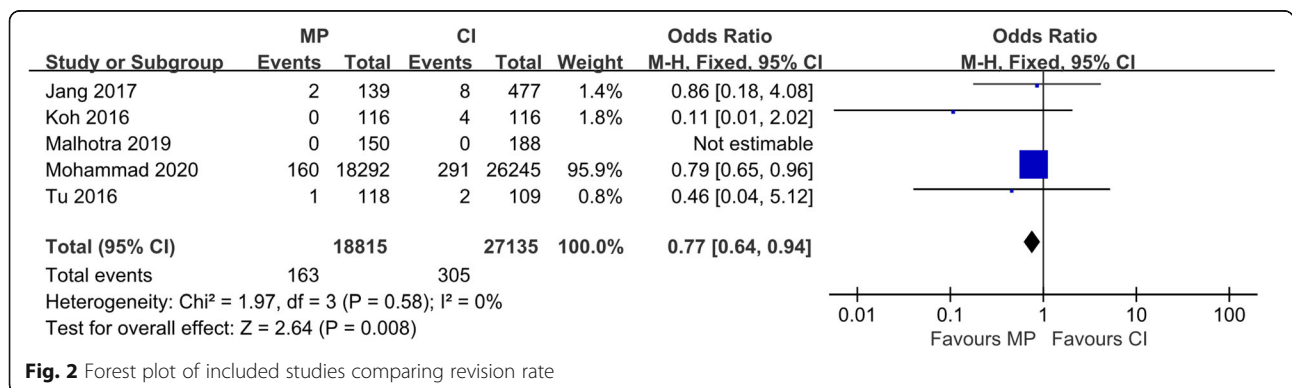 MP CI Odds Ratio Odds Ratio
Study or Subgroup Events Total Events Total Weight M-H, Fixed, 95% CI M-H, Fixed, 95% CI
Jang 2017 2 139 8 477 1.4% 0.86 [0.18, 4.08]
Koh 2016 0 116 4 116 1.8% 0.11 [0.01, 2.02]
Malhotra 2019 0 150 0 188 Not estimable
Mohammad 2020 160 18292 291 26245 95.9% 0.79 [0.65, 0.96]
Tu 2016 1 118 2 109 0.8% 0.46 [0.04, 5.12]
Total (95% CI) 18815 27135 100.0% 0.77 [0.64, 0.94]
Total events 163 305
Heterogeneity: Chi² = 1.97, df = 3 (P = 0.58); I² = 0%
Test for overall effect: Z = 2.64 (P = 0.008)
0.01 0.1 1 10 100
Favours MP Favours CI
Fig. 2 Forest plot of included studies comparing revision rate